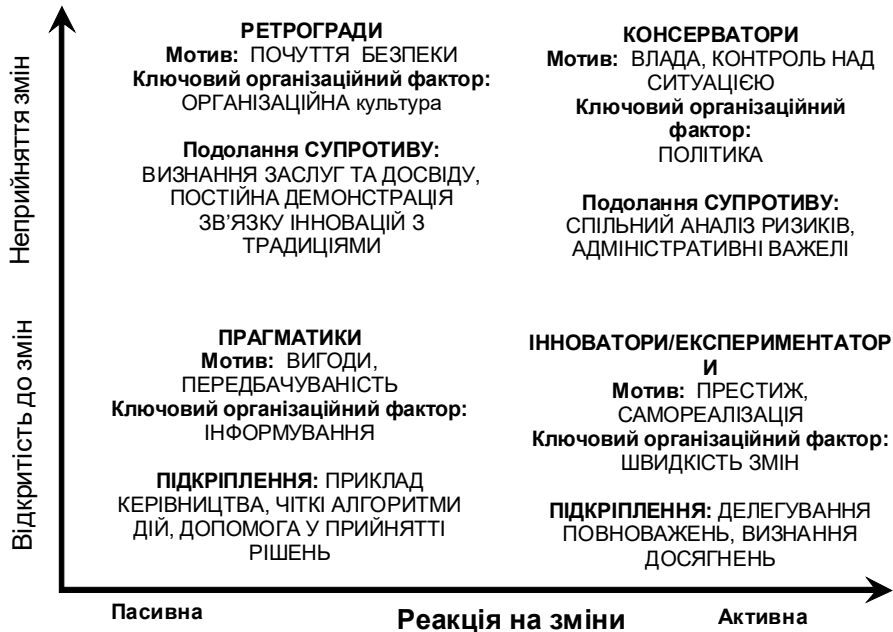 Неприйняття змін
Відкритість до змін
РЕТРОГРАДИ
Мотив: ПОЧУТТЯ БЕЗПЕКИ
Ключовий організаційний фактор:
ОРГАНІЗАЦІЙНА культура
Подолання СУПРОТИВУ:
ВИЗНАННЯ ЗАСЛУГ ТА ДОСВІДУ,
ПОСТІЙНА ДЕМОНСТРАЦІЯ
ЗВ'ЯЗКУ ІННОВАЦІЙ З
ТРАДИЦІЯМИ
КОНСЕРВАТОРИ
Мотив: ВЛАДА, КОНТРОЛЬ НАД
СИТУАЦІЄЮ
Ключовий організаційний
фактор:
ПОЛІТИКА
Подолання СУПРОТИВУ:
СПІЛЬНИЙ АНАЛІЗ РИЗИКІВ,
АДМІНІСТРАТИВНІ ВАЖЕЛІ
ПРАГМАТИКИ
Мотив: ВИГОДИ,
ПЕРЕДБАЧУВАНІСТЬ
Ключовий організаційний фактор:
ІНФОРМУВАННЯ
ПІДКРІПЛЕННЯ: ПРИКЛАД
КЕРІВНИЦТВА, ЧІТКІ АЛГОРИТМИ
ДІЙ, ДОПОМОГА У ПРИЙНЯТТІ
РІШЕНЬ
ІННОВАТОРИ/ЕКСПЕРИМЕНТАТОР
И
Мотив: ПРЕСТИЖ,
САМОРЕАЛІЗАЦІЯ
Ключовий організаційний фактор:
ШВИДКІСТЬ ЗМІН
ПІДКРІПЛЕННЯ: ДЕЛЕГУВАННЯ
ПОВНОВАЖЕНЬ, ВИЗНАННЯ
ДОСЯГНЕНЬ
Пасивна
Реакція на зміни
Активна